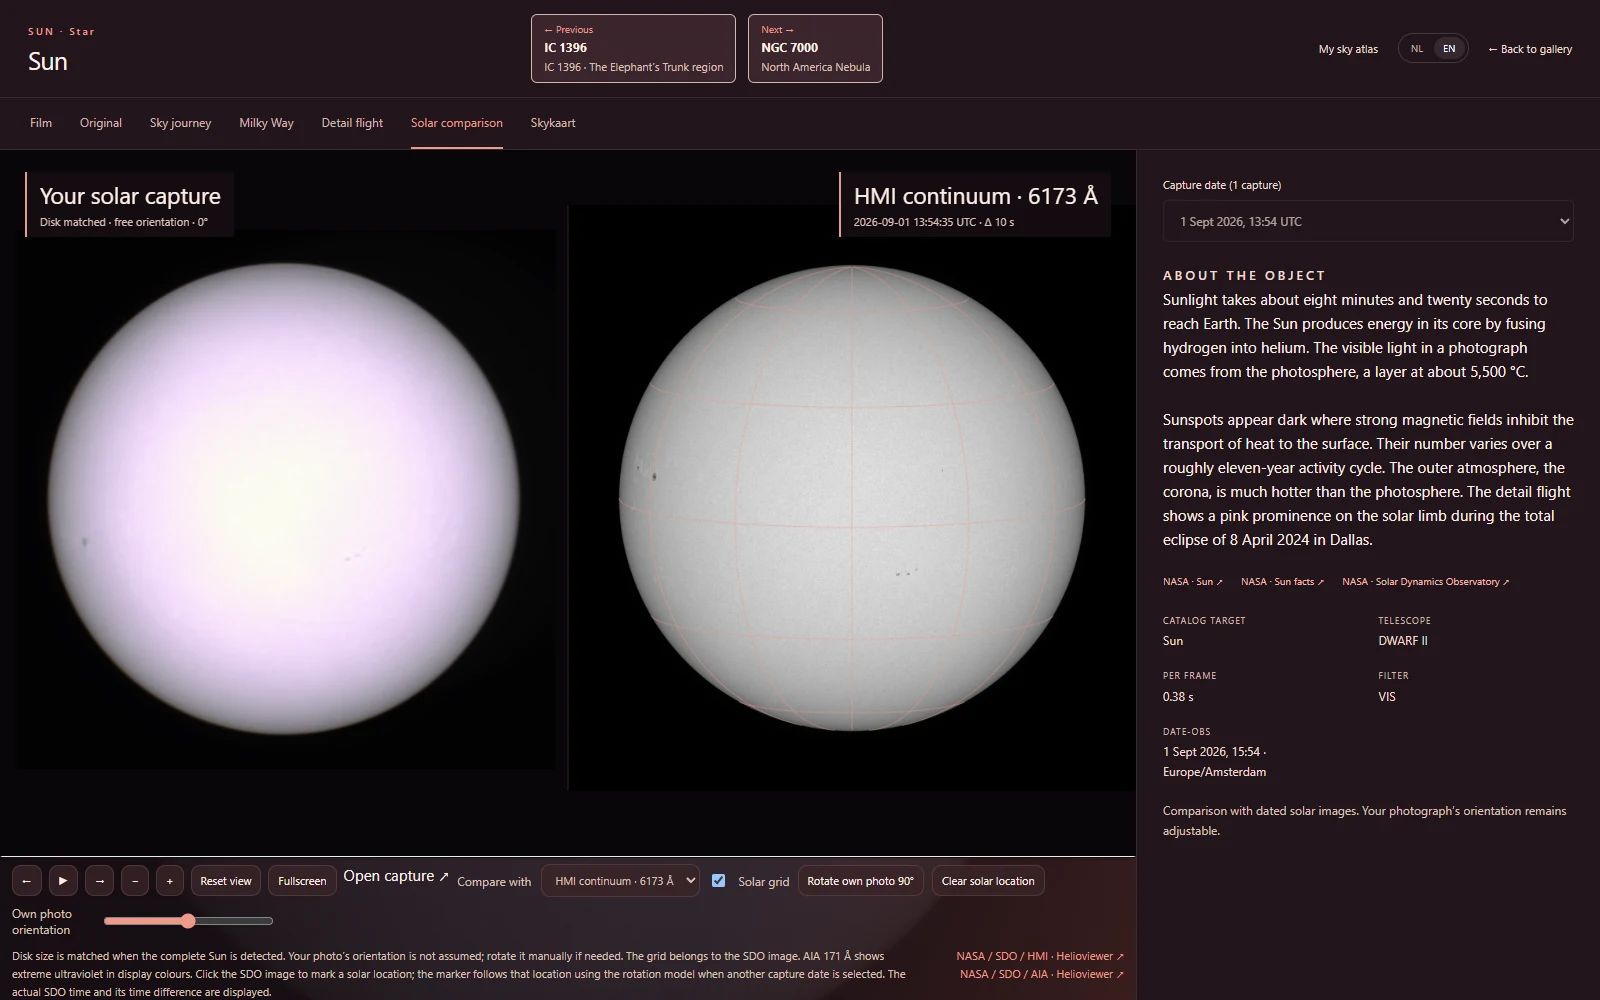 SUN · Star
Sun
← Previous
IC 1396
IC 1396 · The Elephant's Trunk region
Next →
NGC 7000
North America Nebula
My sky atlas
NL
EN
← Back to gallery
Film
Original
Sky journey
Milky Way
Detail flight
Solar comparison
Skykaart
Your solar capture
Disk matched · free orientation · 0°
HMI continuum · 6173 Å
2026-09-01 13:54:35 UTC · Δ 10 s
Capture date (1 capture)
1 Sept 2026, 13:54 UTC
ABOUT THE OBJECT
Sunlight takes about eight minutes and twenty seconds to
reach Earth. The Sun produces energy in its core by fusing
hydrogen into helium. The visible light in a photograph
comes from the photosphere, a layer at about 5,500 °C.
Sunspots appear dark where strong magnetic fields inhibit the
transport of heat to the surface. Their number varies over a
roughly eleven-year activity cycle. The outer atmosphere, the
corona, is much hotter than the photosphere. The detail flight
shows a pink prominence on the solar limb during the total
eclipse of 8 April 2024 in Dallas.
NASA · Sun ↗
NASA · Sun facts ↗
NASA · Solar Dynamics Observatory ↗
CATALOG TARGET
Sun
TELESCOPE
DWARF II
PER FRAME
0.38 s
FILTER
VIS
DATE-OBS
1 Sept 2026, 15:54 ·
Europe/Amsterdam
Comparison with dated solar images. Your photograph's orientation remains
adjustable.
← ▶ → − +
Reset view
Fullscreen
Open capture ↗
Compare with
HMI continuum · 6173 Å
Solar grid
Rotate own photo 90°
Clear solar location
Own photo
orientation
Disk size is matched when the complete Sun is detected. Your photo's orientation is not assumed; rotate it manually if needed. The grid belongs to the SDO image. AIA 171 Å shows
extreme ultraviolet in display colours. Click the SDO image to mark a solar location; the marker follows that location using the rotation model when another capture date is selected. The
actual SDO time and its time difference are displayed.
NASA / SDO / HMI · Helioviewer ↗
NASA / SDO / AIA · Helioviewer ↗